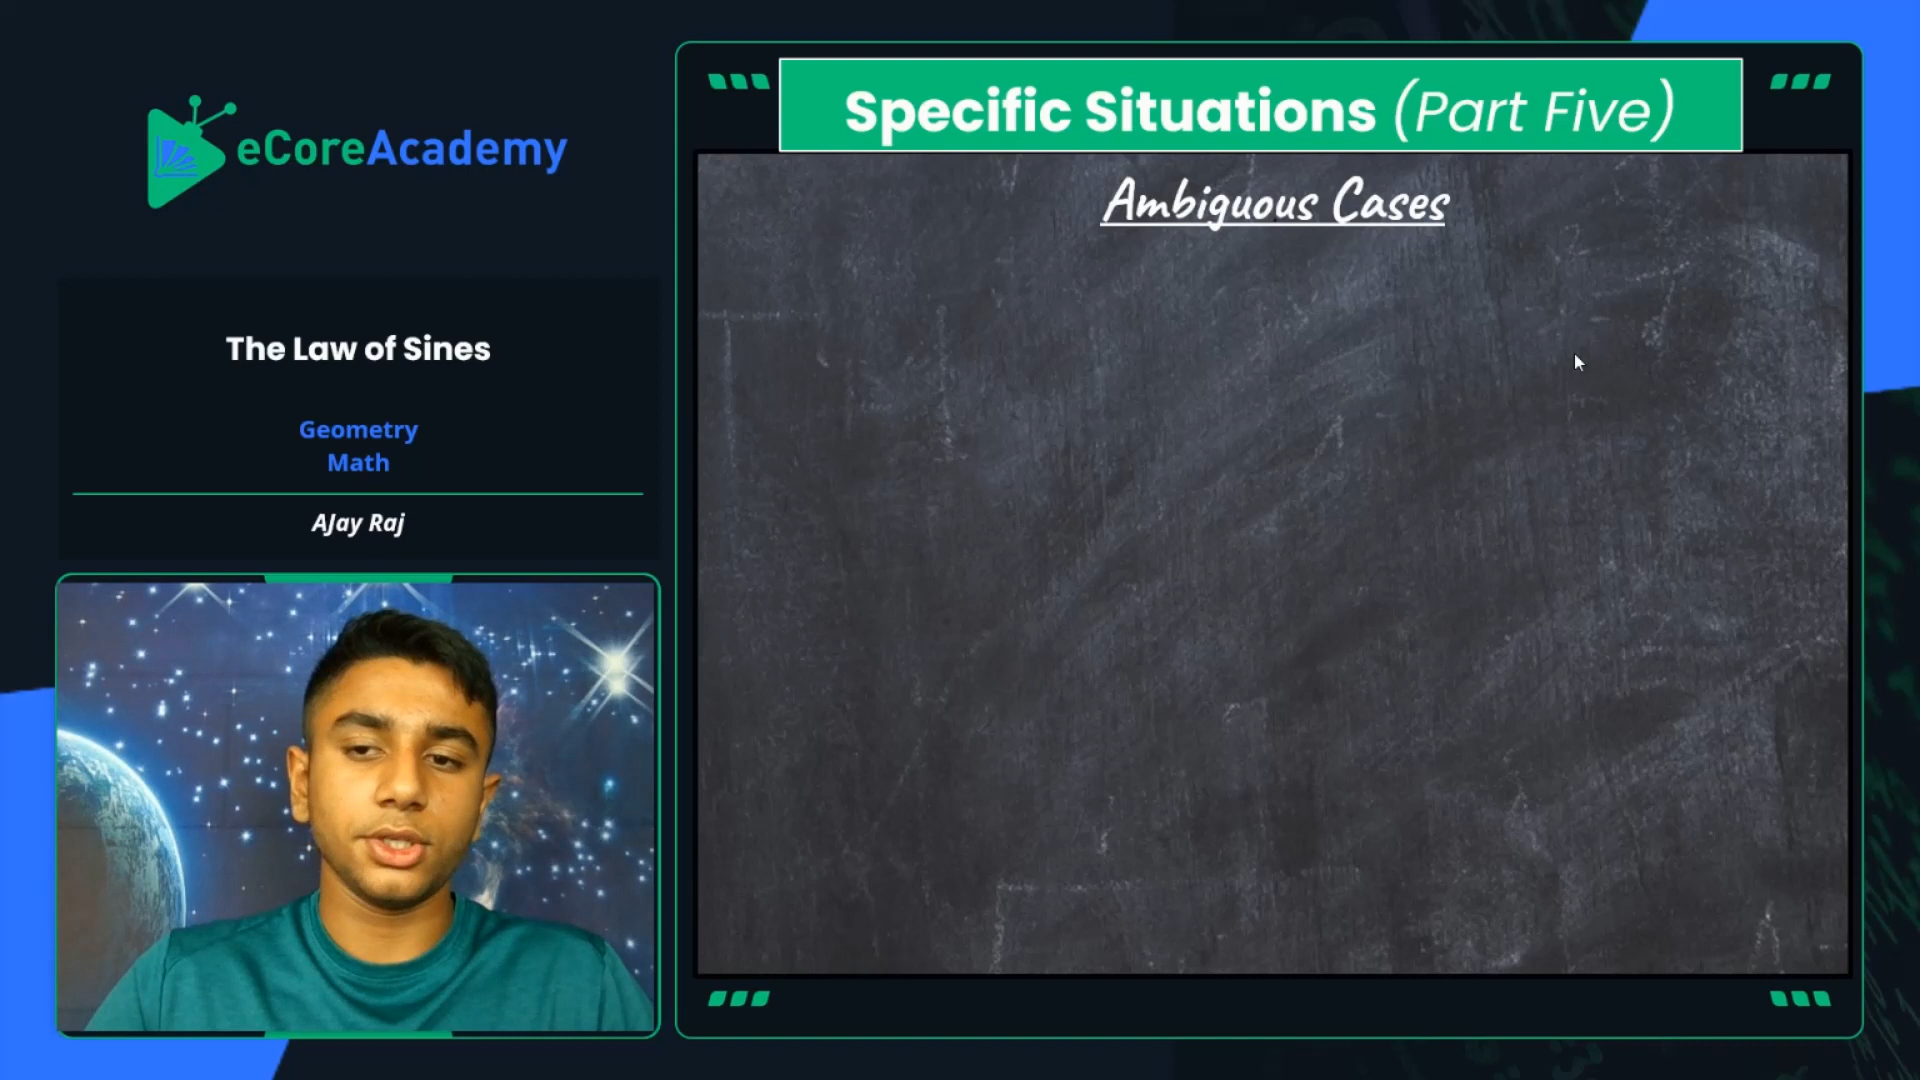 eCoreAcademy
The Law of Sines
Geometry
Math
AJay Raj
Specific Situations (Part Five)
Ambiguous Cases